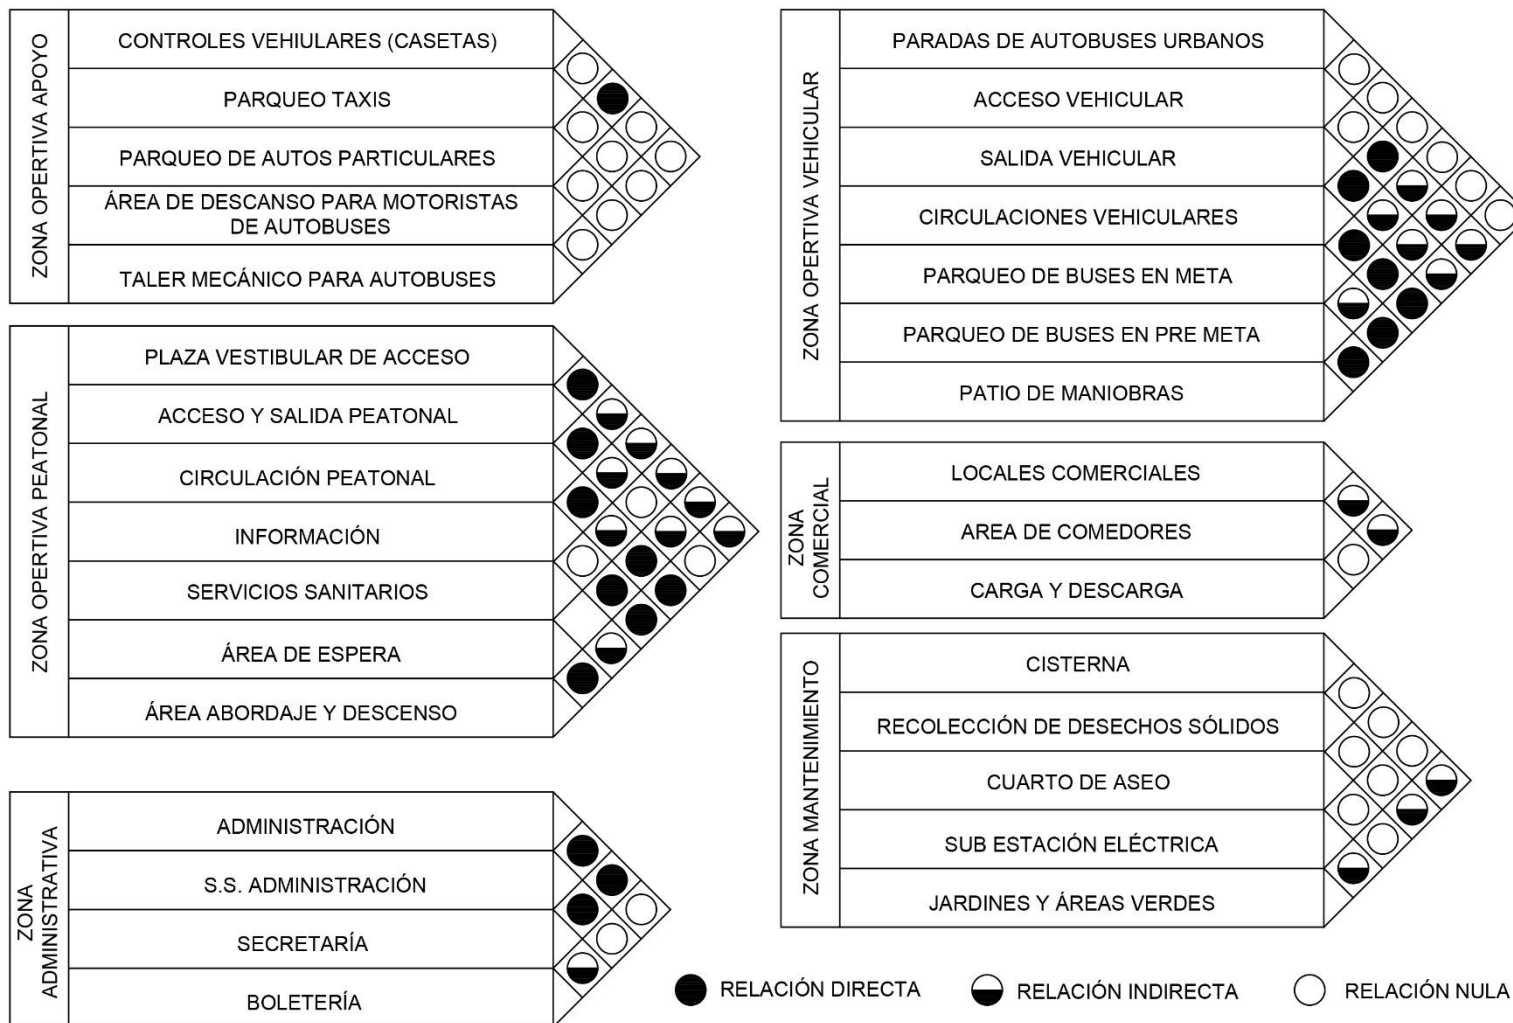 ZONA OPERTIVA APOYO
CONTROLES VEHIULARES (CASETAS)
PARQUEO TAXIS
PARQUEO DE AUTOS PARTICULARES
ÁREA DE DESCANSO PARA MOTORISTAS
DE AUTOBUSES
TALER MECÁNICO PARA AUTOBUSES
ZONA OPERTIVA PEATONAL
PLAZA VESTIBULAR DE ACCESO
ACCESO Y SALIDA PEATONAL
CIRCULACIÓN PEATONAL
INFORMACIÓN
SERVICIOS SANITARIOS
ÁREA DE ESPERA
ÁREA ABORDAJE Y DESCENSO
ZONA
ADMINISTRATIVA
ADMINISTRACIÓN
S.S. ADMINISTRACIÓN
SECRETARÍA
BOLETERÍA
ZONA OPERTIVA VEHICULAR
PARADAS DE AUTOBUSES URBANOS
ACCESO VEHICULAR
SALIDA VEHICULAR
CIRCULACIONES VEHICULARES
PARQUEO DE BUSES EN META
PARQUEO DE BUSES EN PRE META
PATIO DE MANIOBRAS
ZONA
COMERCIAL
LOCALES COMERCIALES
AREA DE COMEDORES
CARGA Y DESCARGA
ZONA MANTENIMIENTO
CISTERNA
RECOLECCIÓN DE DESECHOS SÓLIDOS
CUARTO DE ASEO
SUB ESTACIÓN ELÉCTRICA
JARDINES Y ÁREAS VERDES
RELACIÓN DIRECTA
RELACIÓN INDIRECTA
RELACIÓN NULA